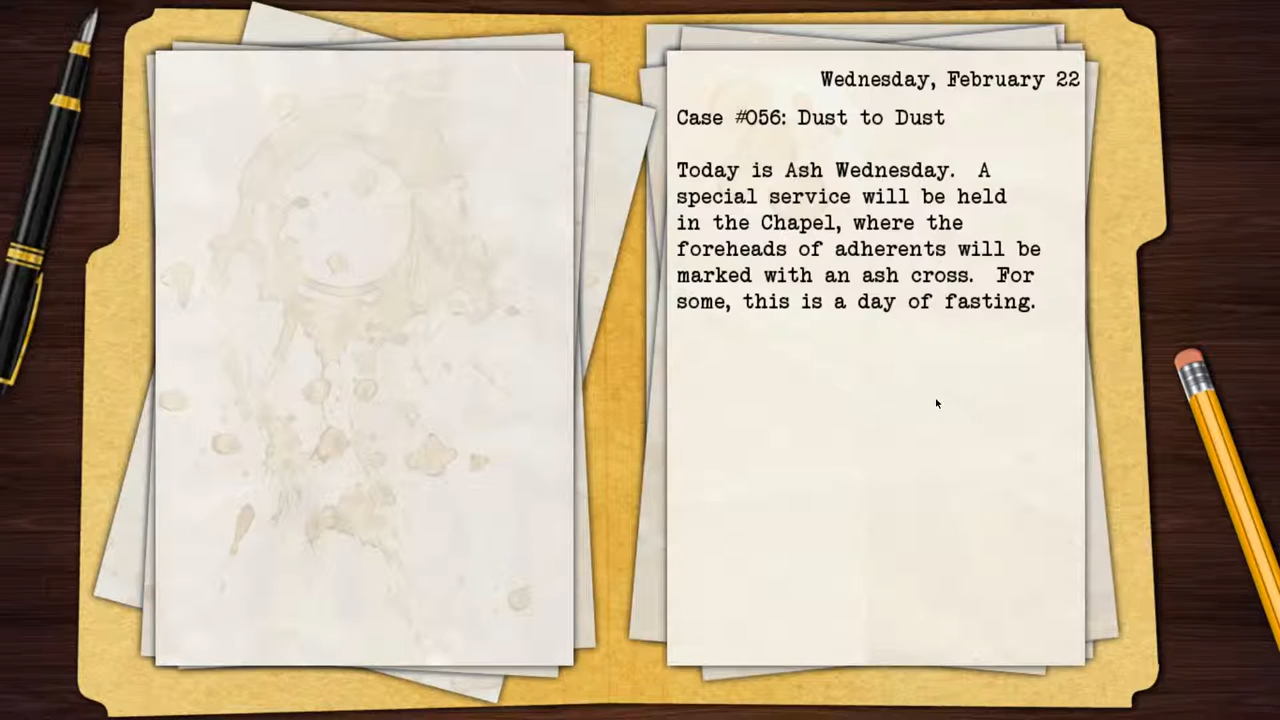 Wednesday, February 22
Case #056: Dust to Dust
Today is Ash Wednesday.  A
special service will be held
in the Chapel, where the
foreheads of adherents will be
marked with an ash cross.  For
some, this is a day of fasting.